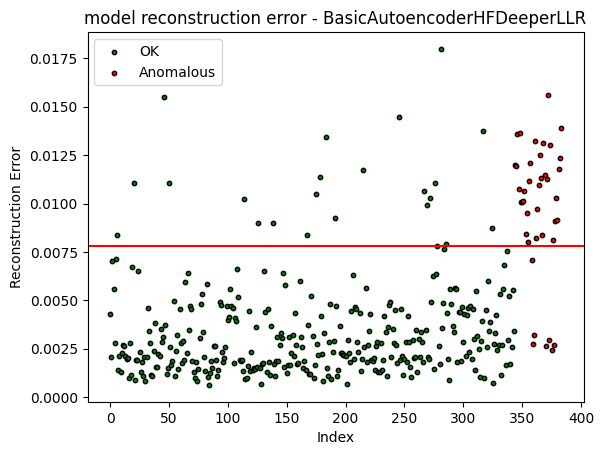 model reconstruction error - BasicAutoencoderHFDeeperLLR
OK
Anomalous
0.0175
0.0150
0.0125
0.0100
0.0075
0.0050
0.0025
0.0000
Reconstruction Error
0 50 100 150 200 250 300 350 400
Index